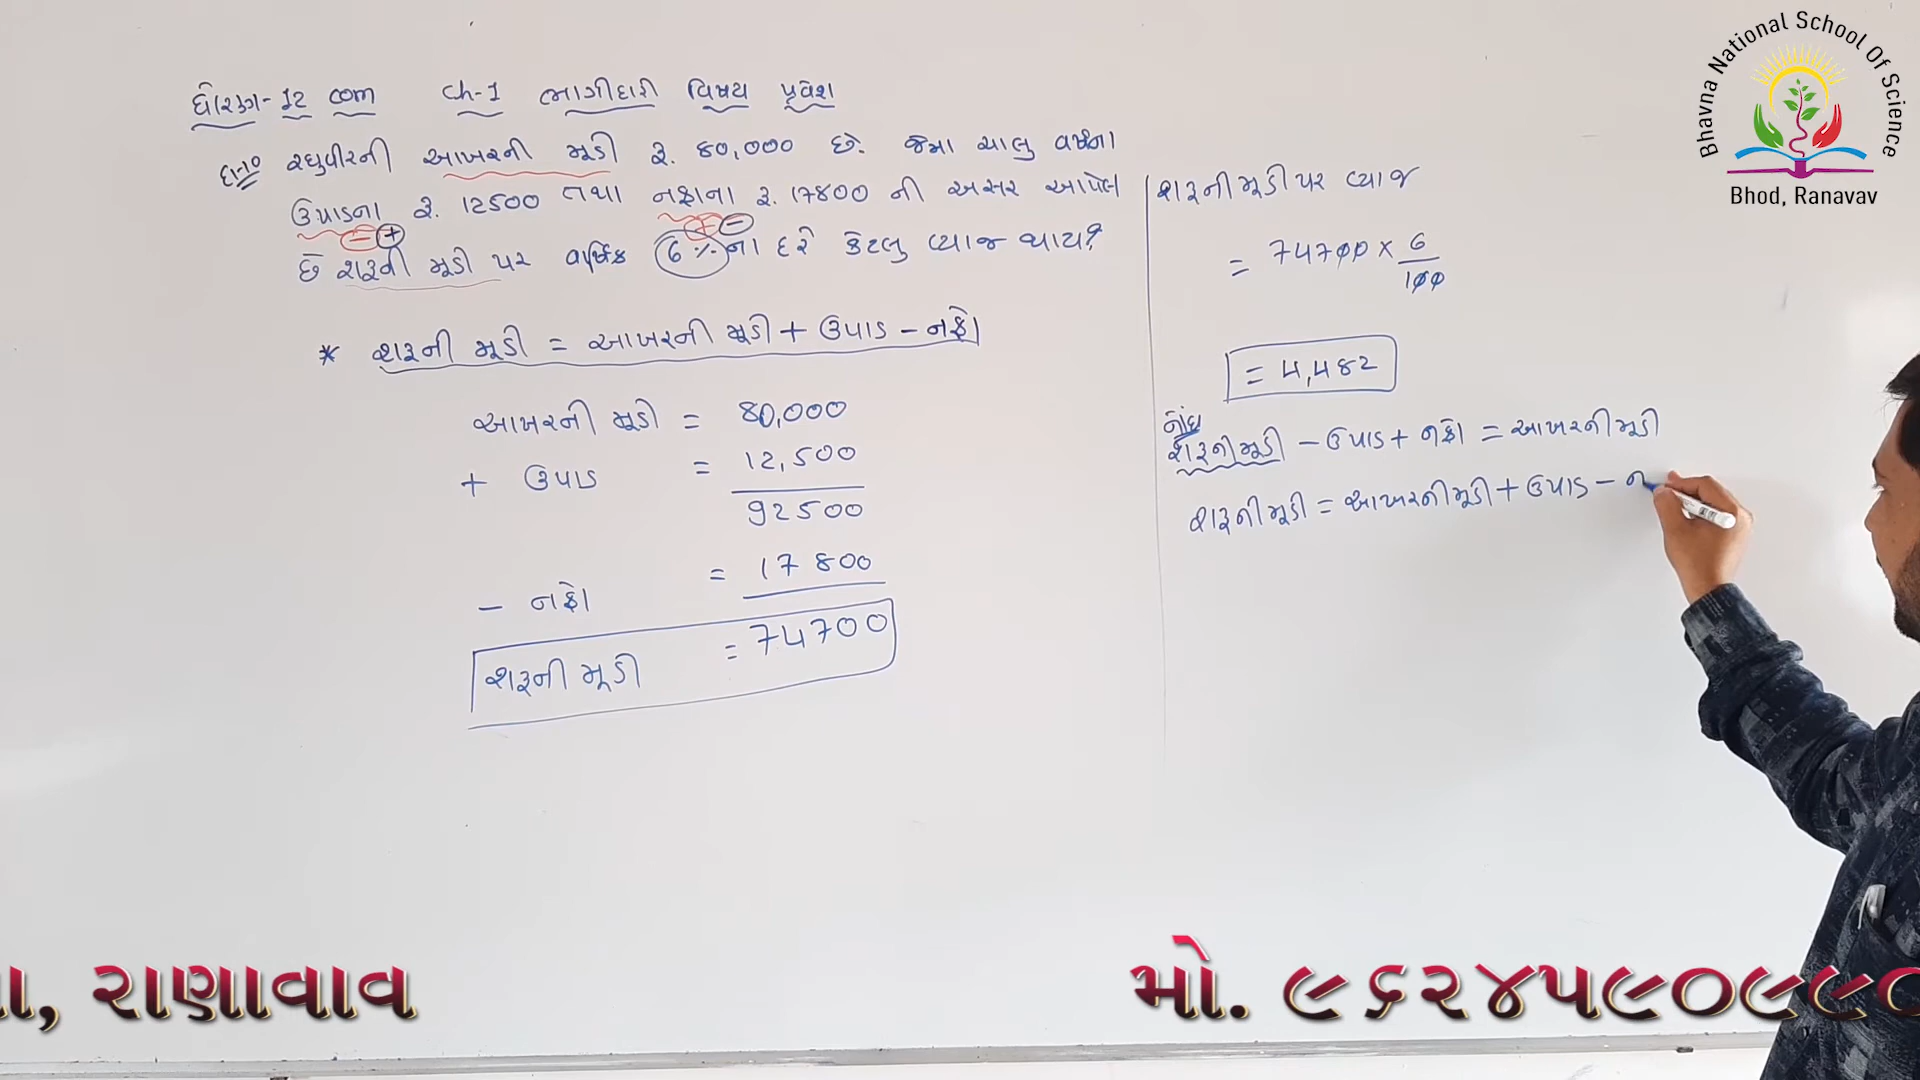 ધોરણ-12 com ch-1 ભાગીદારી વિષય પ્રવેશ
દા-10 રઘુવીરની આખરની મૂડી રૂ. 80,000 છે. જેમા ચાલુ વર્ષના
ઉપાડના રૂ. 12500 તથા નફાના રૂ. 17800 ની અસર આપેલ
- + + -
છે શરૂની મૂડી પર વાર્ષિક 6% ના દરે કેટલુ વ્યાજ થાય?
* શરૂની મૂડી = આખરની મૂડી + ઉપાડ - નફો
આખરની મૂડી = 80,000
+ ઉપાડ = 12,500
92500
- નફો = 17800
શરૂની મૂડી = 74700
શરૂની મૂડી પર વ્યાજ
= 74700 × 6/100
= 4,482
નોંધ
શરૂની મૂડી - ઉપાડ + નફો = આખરની મૂડી
શરૂની મૂડી = આખરની મૂડી + ઉપાડ - ન
Bhavna National School Of Science
Bhod, Ranavav
ા, રાણાવાવ મો. ૯૬૨૪૫૯૦૯૯૦